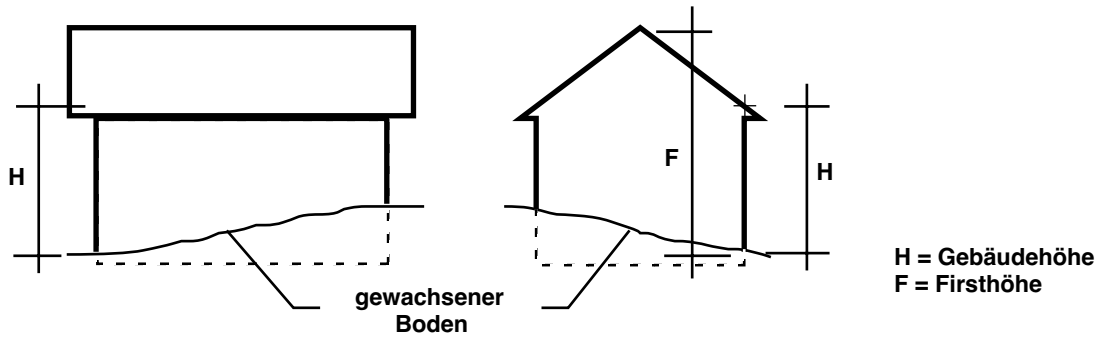 H
F
H
H = Gebäudehöhe
F = Firsthöhe
gewachsener
Boden